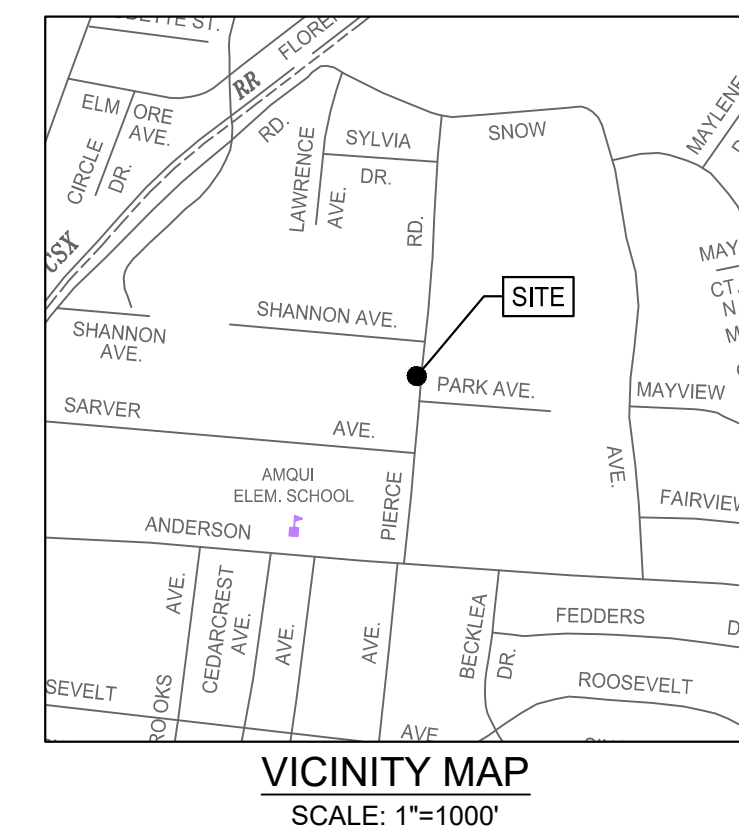 FLORE
RR
RD.
ELM ORE
AVE.
CIRCLE
DR.
CSX
LAWRENCE
AVE.
SYLVIA
DR.
RD.
SNOW
MAYLENE
MAY
CT.
N.
SITE
SHANNON AVE.
SHANNON
AVE.
PARK AVE.
MAYVIEW
SARVER
AVE.
AMQUI
ELEM. SCHOOL
PIERCE
AVE.
FAIRVIEW
ANDERSON
AVE.
CEDARCREST
AVE.
AVE.
AVE.
BECKLEA
DR.
FEDDERS
D
ROOSEVELT
SEVELT
ROOKS
AVE
VICINITY MAP
SCALE: 1"=1000'